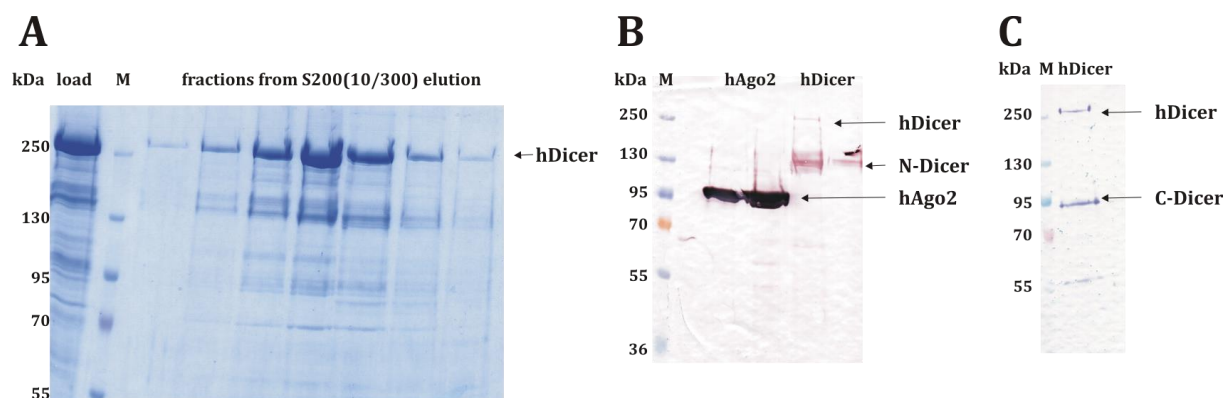 A
kDa load M fractions from S200(10/300) elution
250
130
95
70
55
hDicer
B
kDa M hAgo2 hDicer
250
130
95
70
55
36
hDicer
N-Dicer
hAgo2
C
kDa M hDicer
250
130
95
70
55
hDicer
C-Dicer